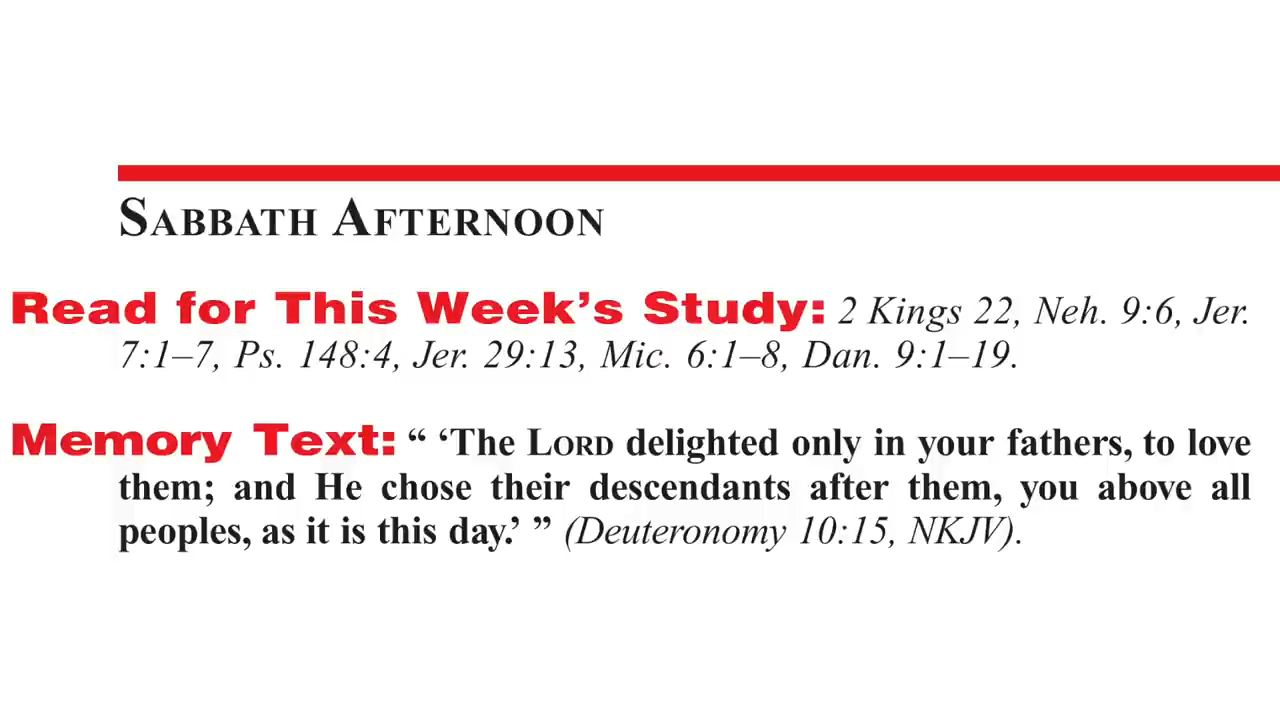 SABBATH AFTERNOON
Read for This Week’s Study: 2 Kings 22, Neh. 9:6, Jer.
7:1–7, Ps. 148:4, Jer. 29:13, Mic. 6:1–8, Dan. 9:1–19.
Memory Text: “ ‘The LORD delighted only in your fathers, to love
them; and He chose their descendants after them, you above all
peoples, as it is this day.’ ” (Deuteronomy 10:15, NKJV).